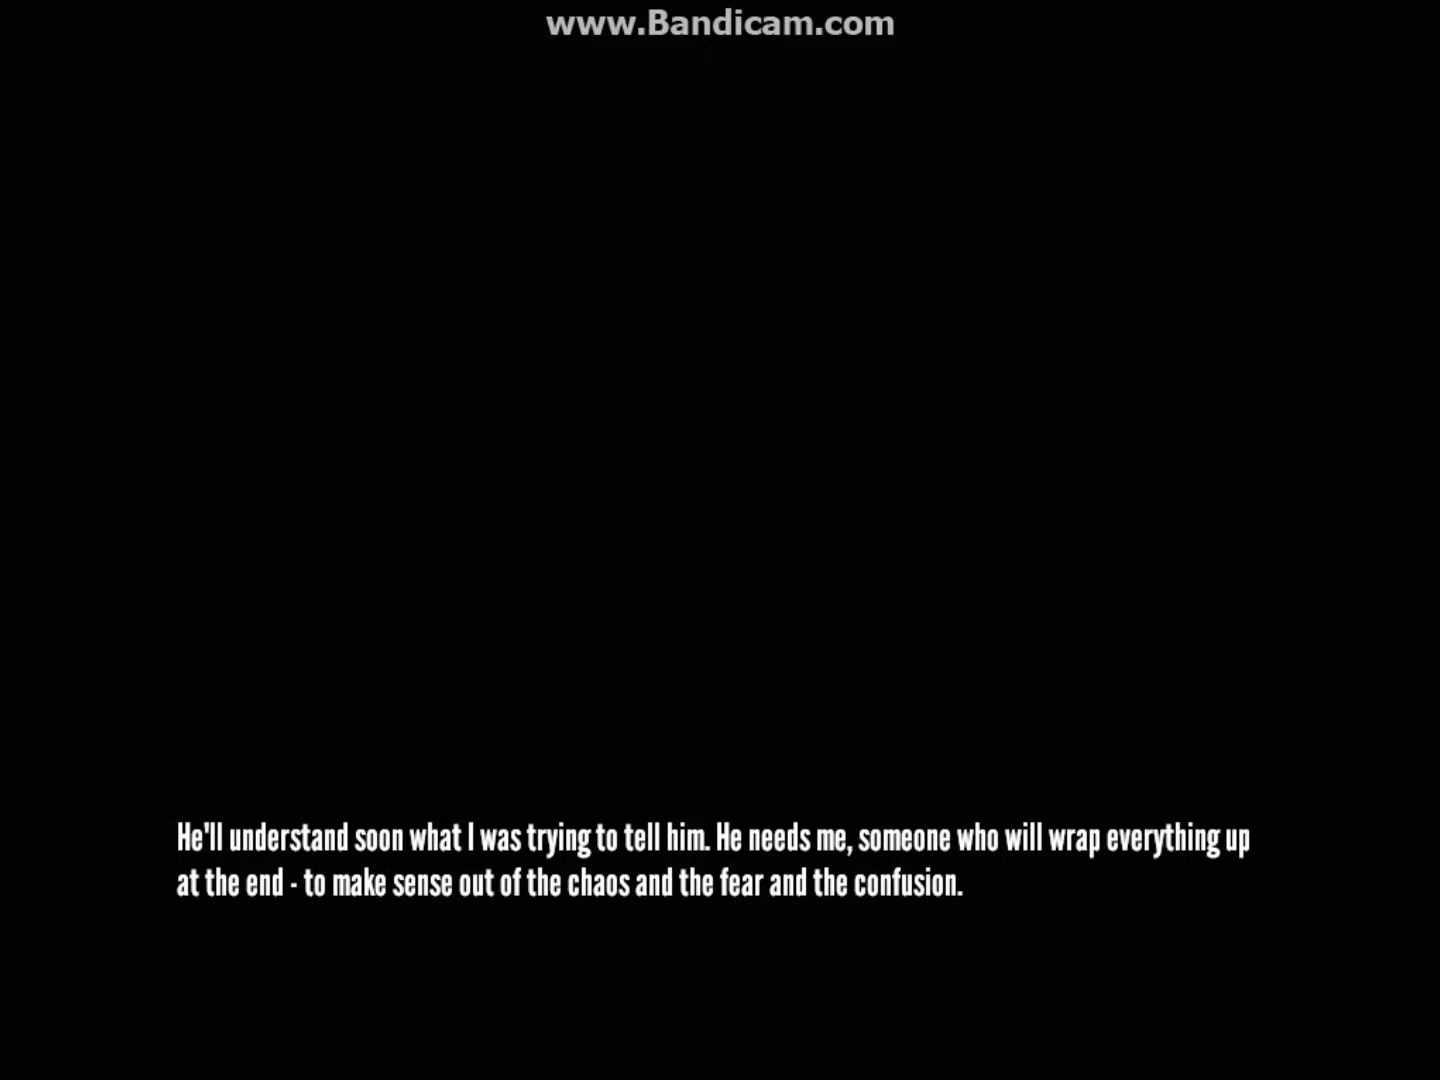 www.Bandicam.com
He'll understand soon what I was trying to tell him. He needs me, someone who will wrap everything up
at the end - to make sense out of the chaos and the fear and the confusion.